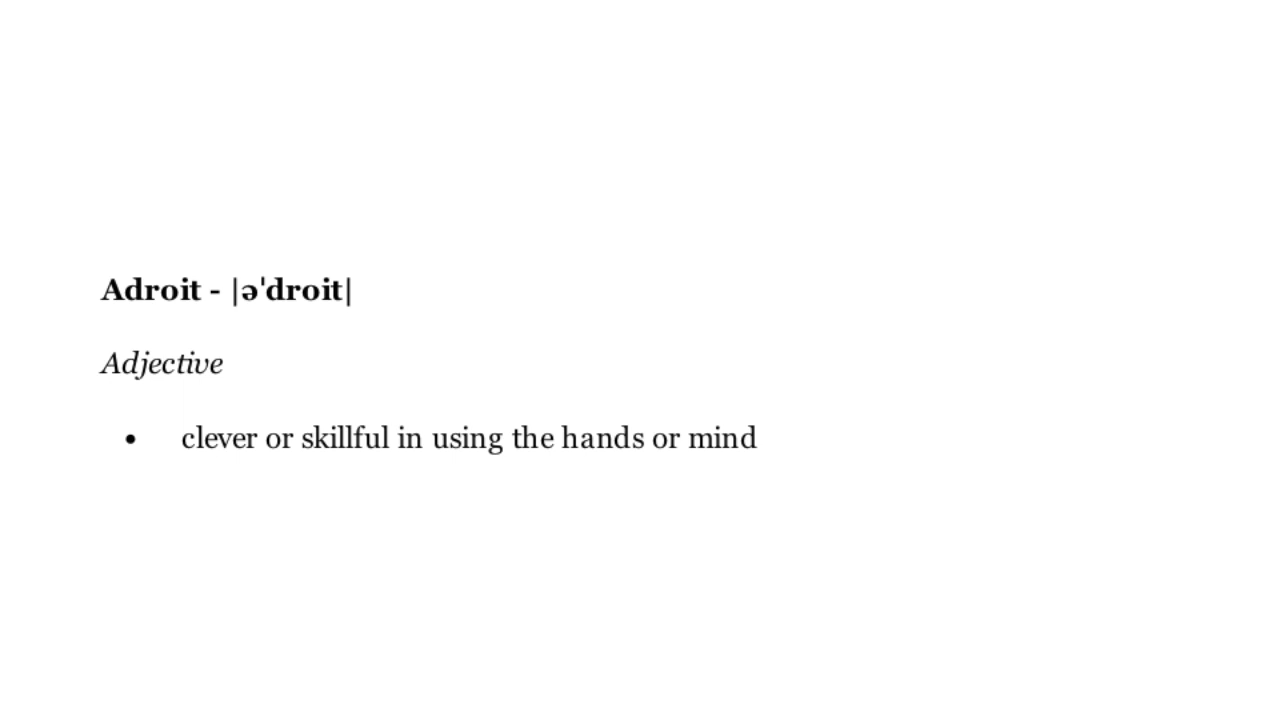 Adroit - |əˈdroit|
Adjective
• clever or skillful in using the hands or mind